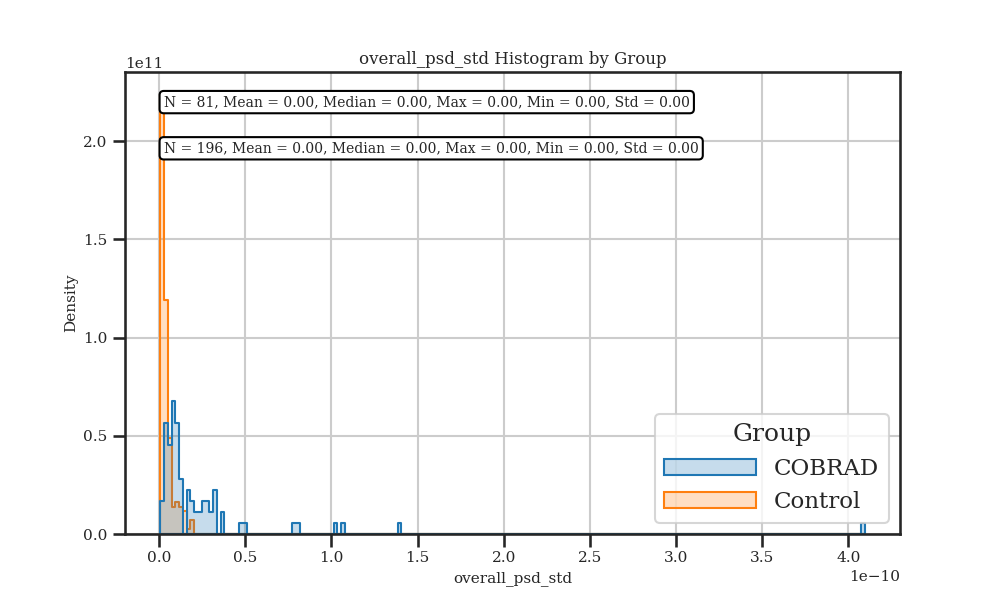 overall_psd_std Histogram by Group
1e11
N = 81, Mean = 0.00, Median = 0.00, Max = 0.00, Min = 0.00, Std = 0.00
N = 196, Mean = 0.00, Median = 0.00, Max = 0.00, Min = 0.00, Std = 0.00
2.0
1.5
1.0
0.5
0.0
Density
Group
COBRAD
Control
0.0 0.5 1.0 1.5 2.0 2.5 3.0 3.5 4.0
1e−10
overall_psd_std